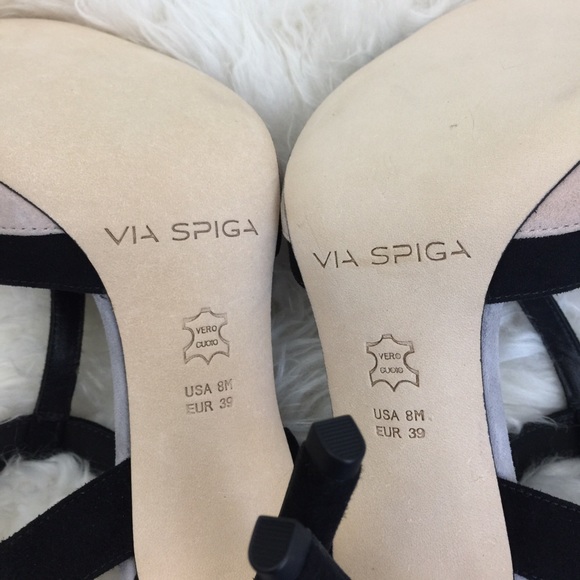 VIA SPIGA
VERO
CUOIO
USA 8M
EUR 39
VIA SPIGA
VERO
CUOIO
USA 8M
EUR 39